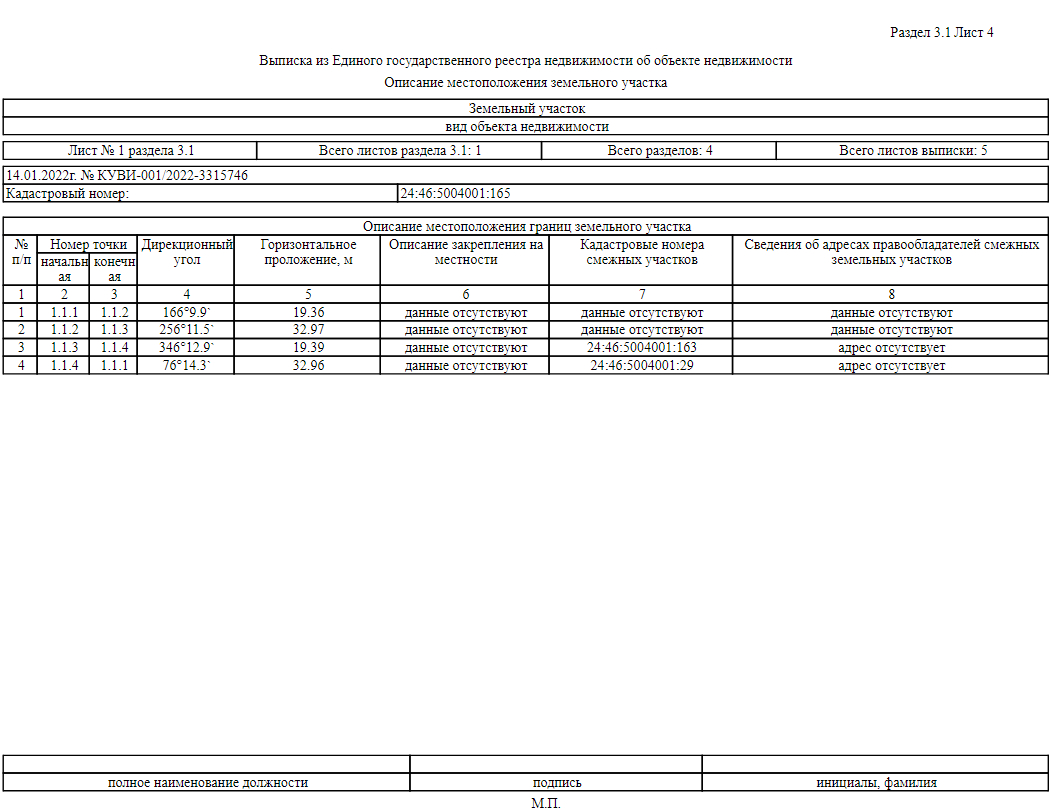 Раздел 3.1 Лист 4
Выписка из Единого государственного реестра недвижимости об объекте недвижимости
Описание местоположения земельного участка
Земельный участок
вид объекта недвижимости
Лист № 1 раздела 3.1 Всего листов раздела 3.1: 1 Всего разделов: 4 Всего листов выписки: 5
14.01.2022г. № КУВИ-001/2022-3315746
Кадастровый номер: 24:46:5004001:165
Описание местоположения границ земельного участка
№ Номер точки Дирекционный Горизонтальное Описание закрепления на Кадастровые номера Сведения об адресах правообладателей смежных
п/п начальн конечн угол проложение, м местности смежных участков земельных участков
ая ая
1 2 3 4 5 6 7 8
1 1.1.1 1.1.2 166°9.9` 19.36 данные отсутствуют данные отсутствуют данные отсутствуют
2 1.1.2 1.1.3 256°11.5` 32.97 данные отсутствуют данные отсутствуют данные отсутствуют
3 1.1.3 1.1.4 346°12.9` 19.39 данные отсутствуют 24:46:5004001:163 адрес отсутствует
4 1.1.4 1.1.1 76°14.3` 32.96 данные отсутствуют 24:46:5004001:29 адрес отсутствует
полное наименование должности подпись инициалы, фамилия
М.П.